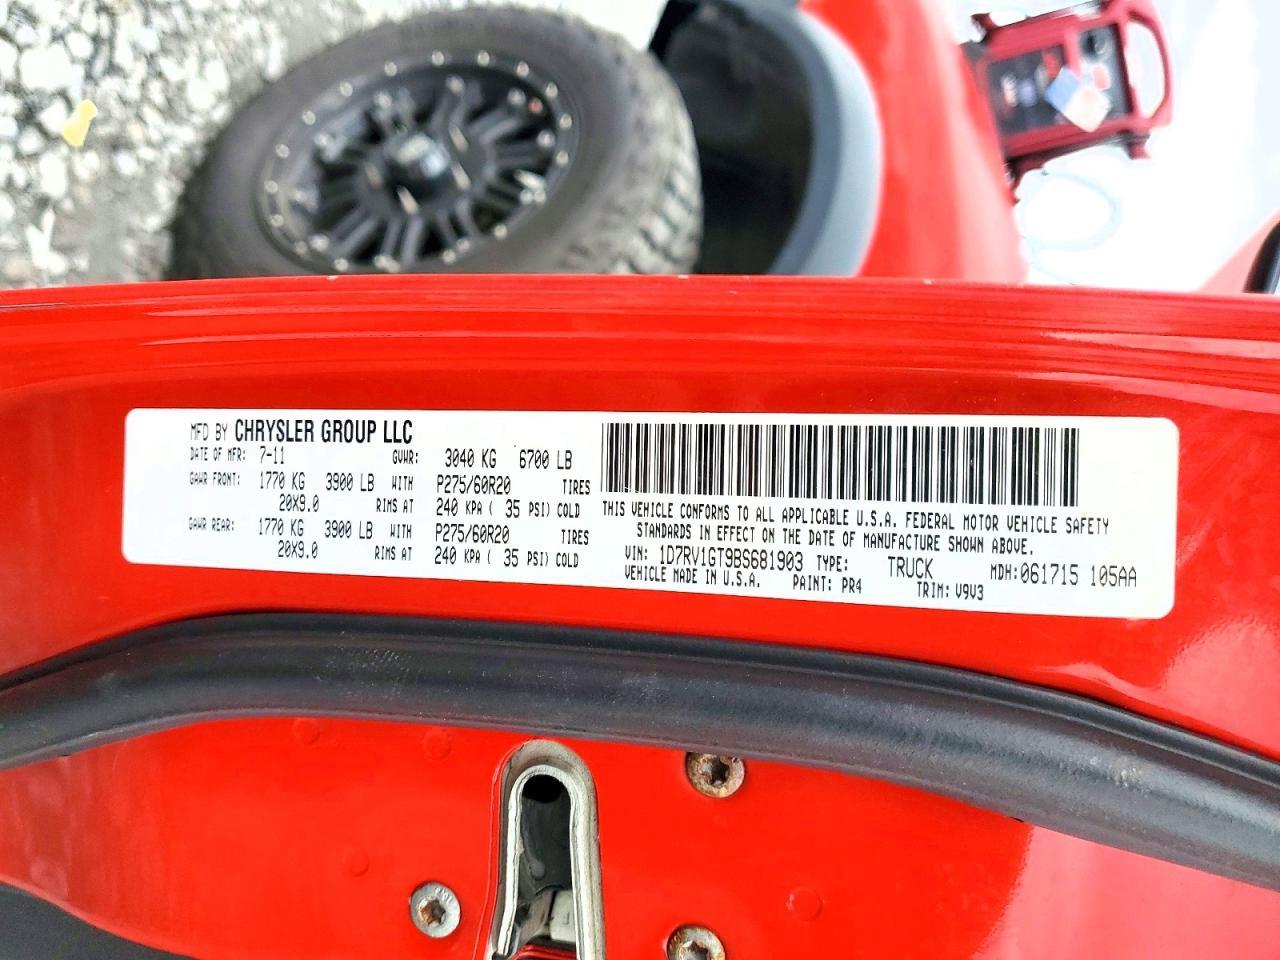 MFD BY CHRYSLER GROUP LLC
DATE OF MFR: 7-11 GVWR: 3040 KG 6700 LB
GAWR FRONT: 1770 KG 3900 LB WITH P275/60R20 TIRES
20X9.0 RIMS AT 240 KPA ( 35 PSI) COLD
GAWR REAR: 1770 KG 3900 LB WITH P275/60R20 TIRES
20X9.0 RIMS AT 240 KPA ( 35 PSI) COLD
THIS VEHICLE CONFORMS TO ALL APPLICABLE U.S.A. FEDERAL MOTOR VEHICLE SAFETY
STANDARDS IN EFFECT ON THE DATE OF MANUFACTURE SHOWN ABOVE.
VIN: 1D7RV1GT9BS681903 TYPE: TRUCK MDH:061715 105AA
VEHICLE MADE IN U.S.A. PAINT: PR4 TRIM: V9V3